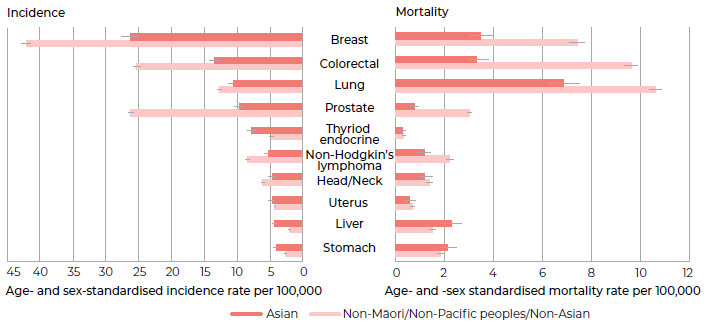 Incidence
Mortality
Breast
Colorectal
Lung
Prostate
Thyriod
endocrine
Non-Hodgkin's
lymphoma
Head/Neck
Uterus
Liver
Stomach
45 40 35 30 25 20 15 10 5 0
0 2 4 6 8 10 12
Age- and sex-standardised incidence rate per 100,000
Age- and -sex standardised mortality rate per 100,000
Asian
Non-Māori/Non-Pacific peoples/Non-Asian